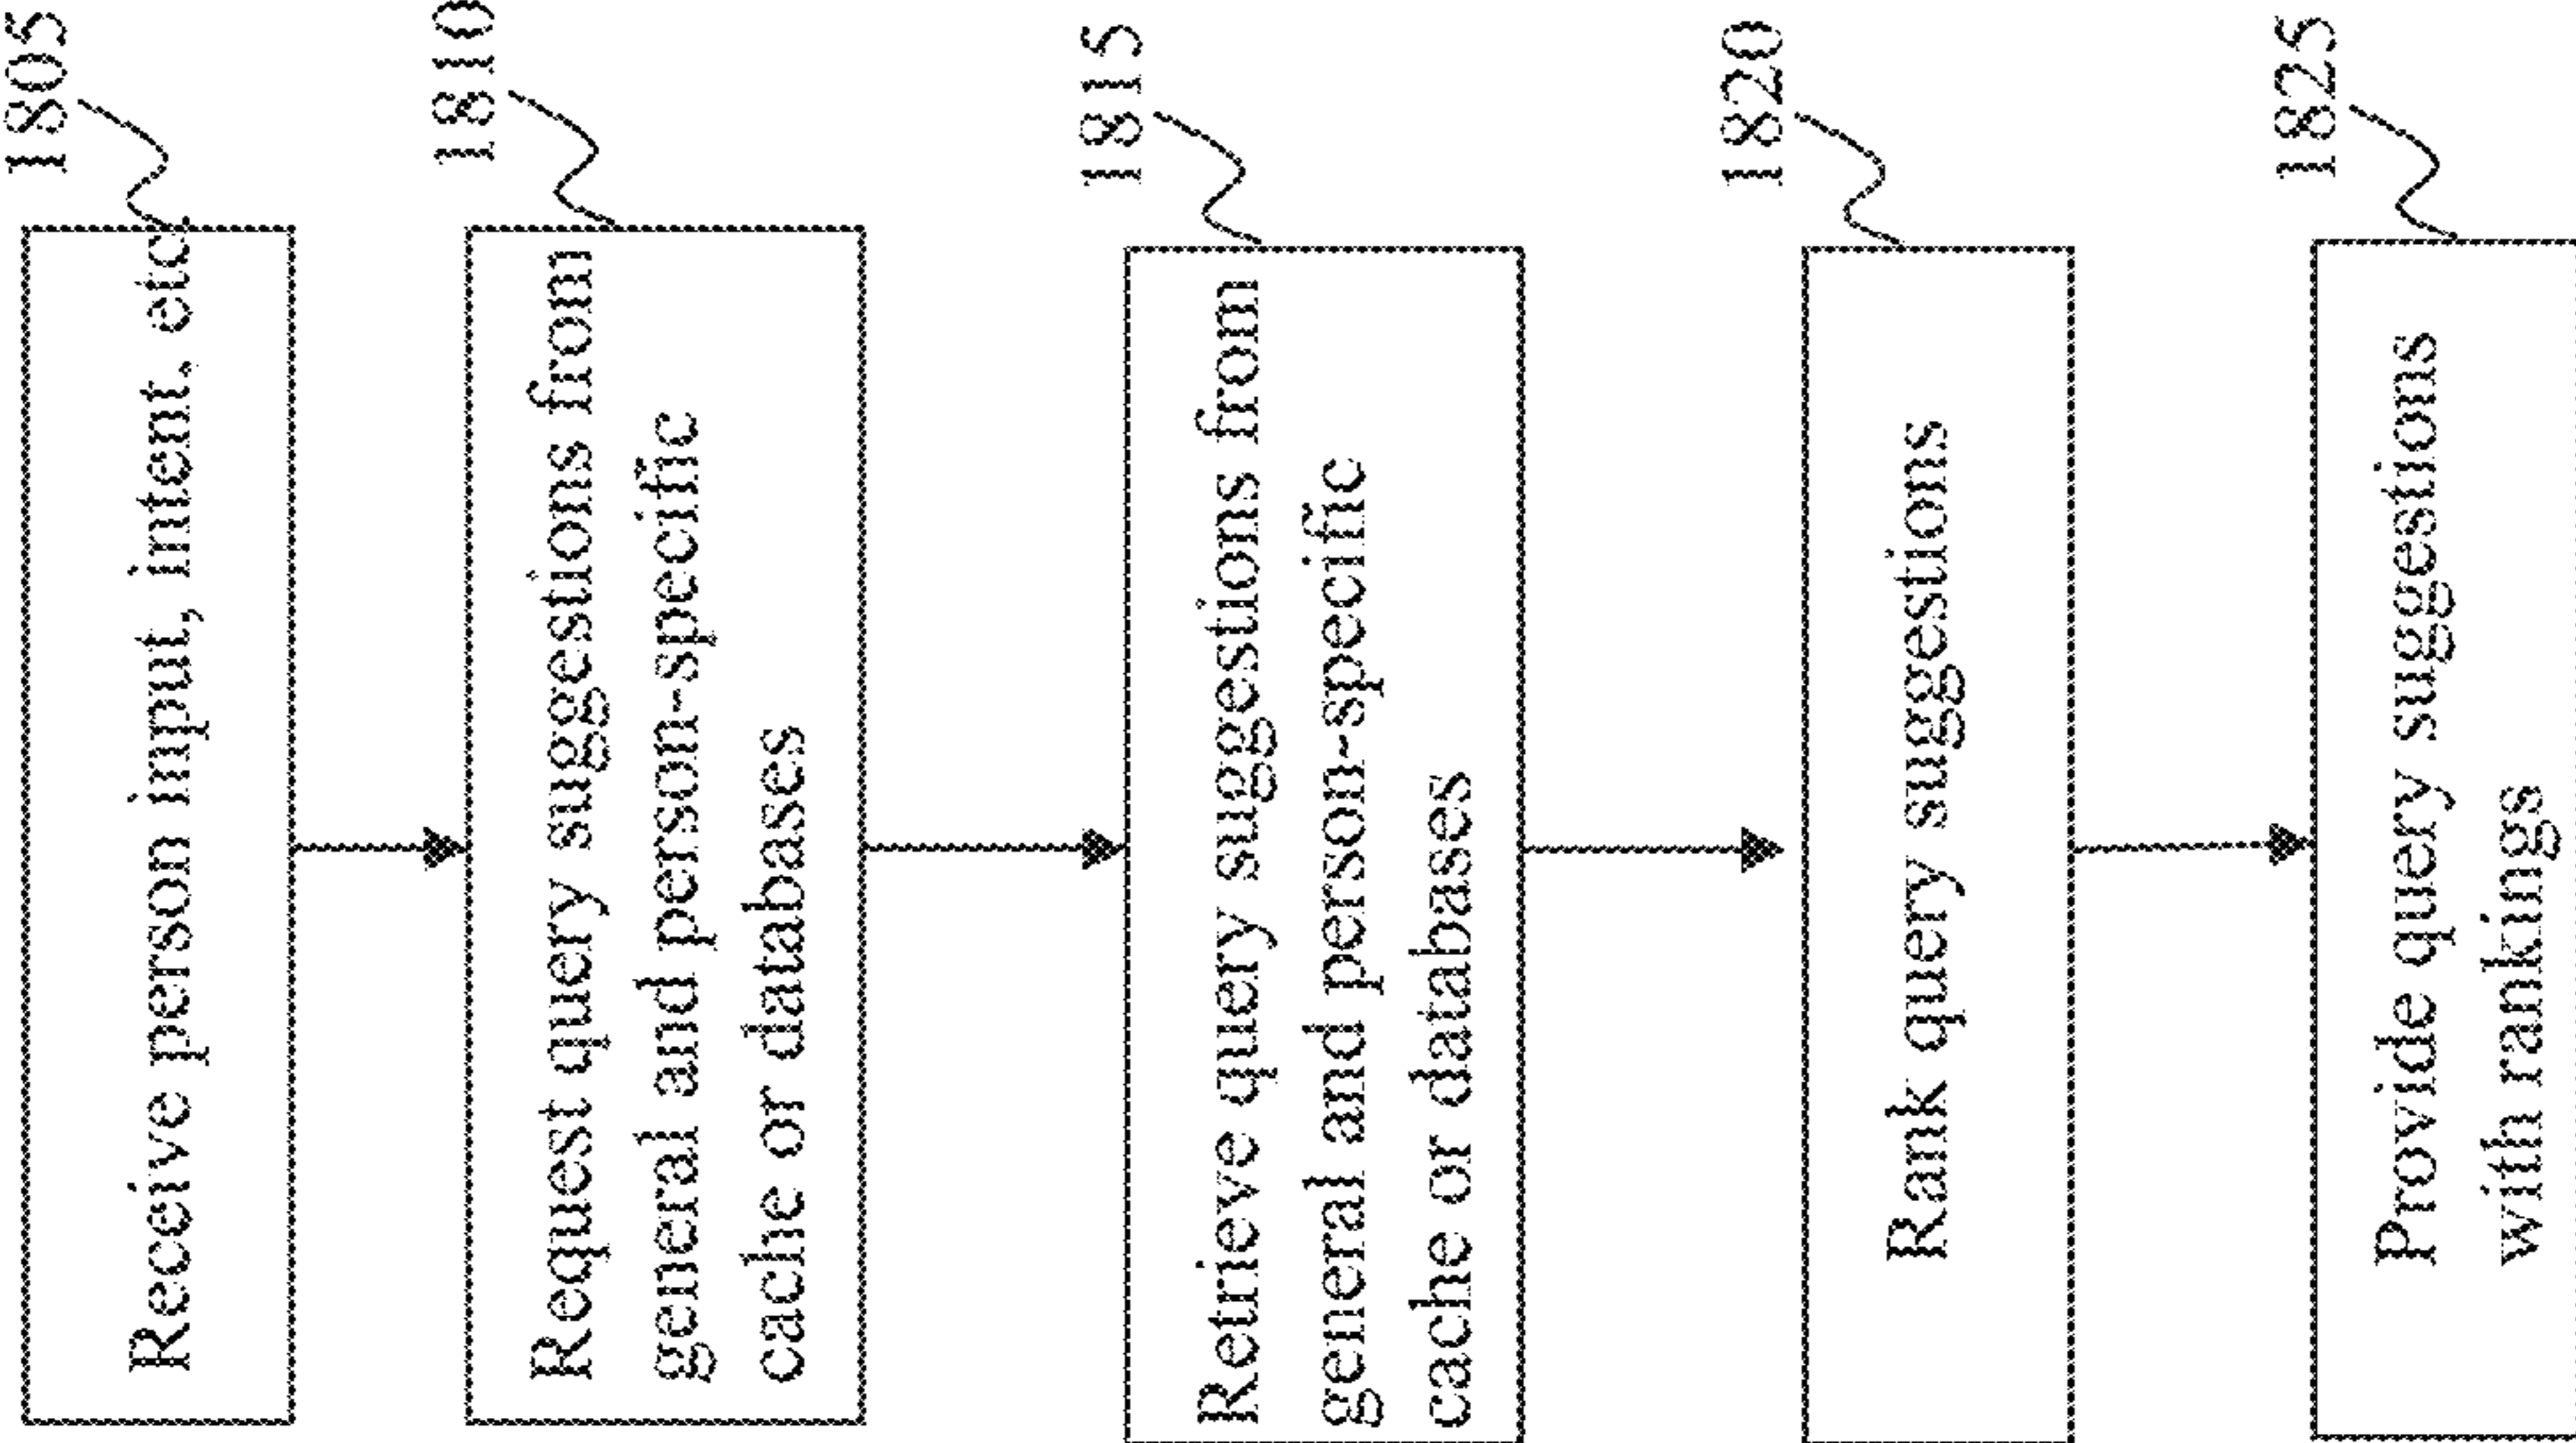 1805
Receive person input, intent, etc.
1810
Request query suggestions from
general and person-specific
cache or databases
1815
Retrieve query suggestions from
general and person-specific
cache or databases
1820
Rank query suggestions
1825
Provide query suggestions
with rankings